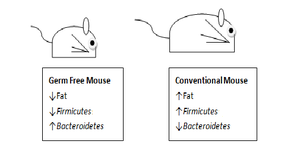 Germ Free Mouse
↓Fat
↓Firmicutes
↑Bacteroidetes
Conventional Mouse
↑Fat
↑Firmicutes
↓Bacteroidetes